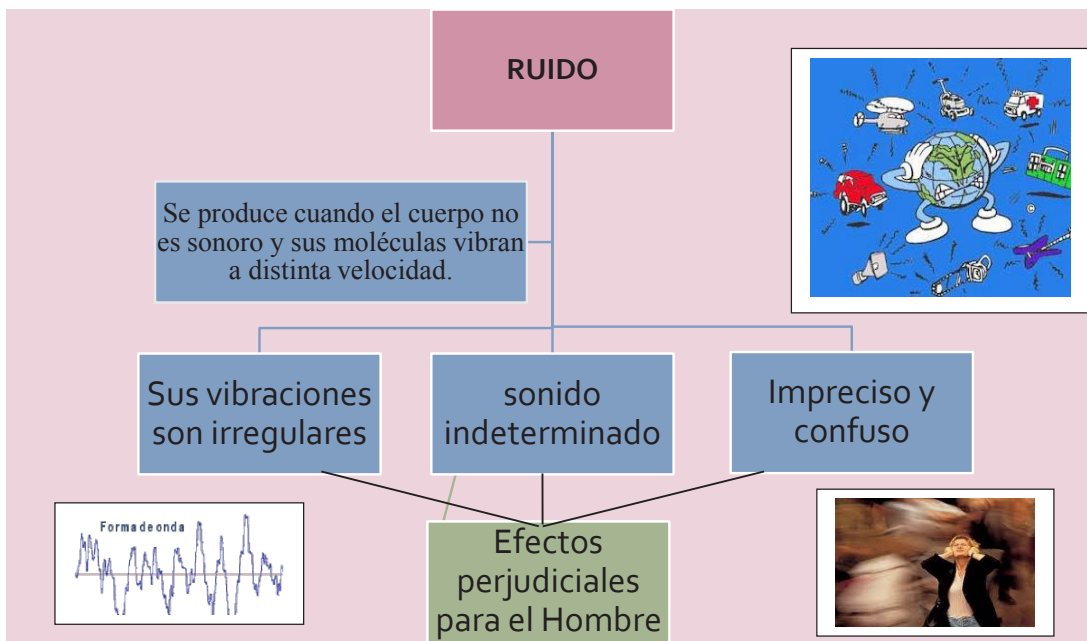 RUIDO
Se produce cuando el cuerpo no
es sonoro y sus moléculas vibran
a distinta velocidad.
Sus vibraciones
son irregulares
sonido
indeterminado
Impreciso y
confuso
Forma de onda
Efectos
perjudiciales
para el Hombre
©